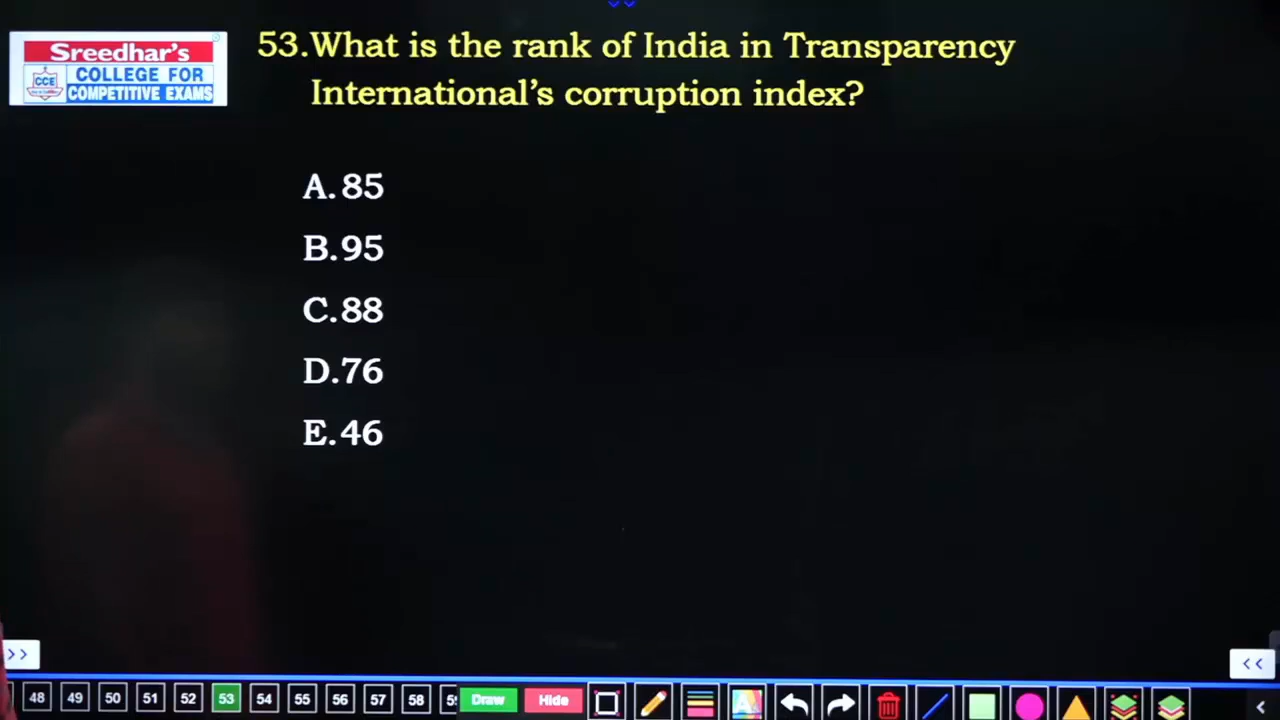 Sreedhar's
CCE
COLLEGE FOR
COMPETITIVE EXAMS
53.What is the rank of India in Transparency
International's corruption index?
A.85
B.95
C.88
D.76
E.46
>>
<<
48 49 50 51 52 53 54 55 56 57 58 Draw Hide